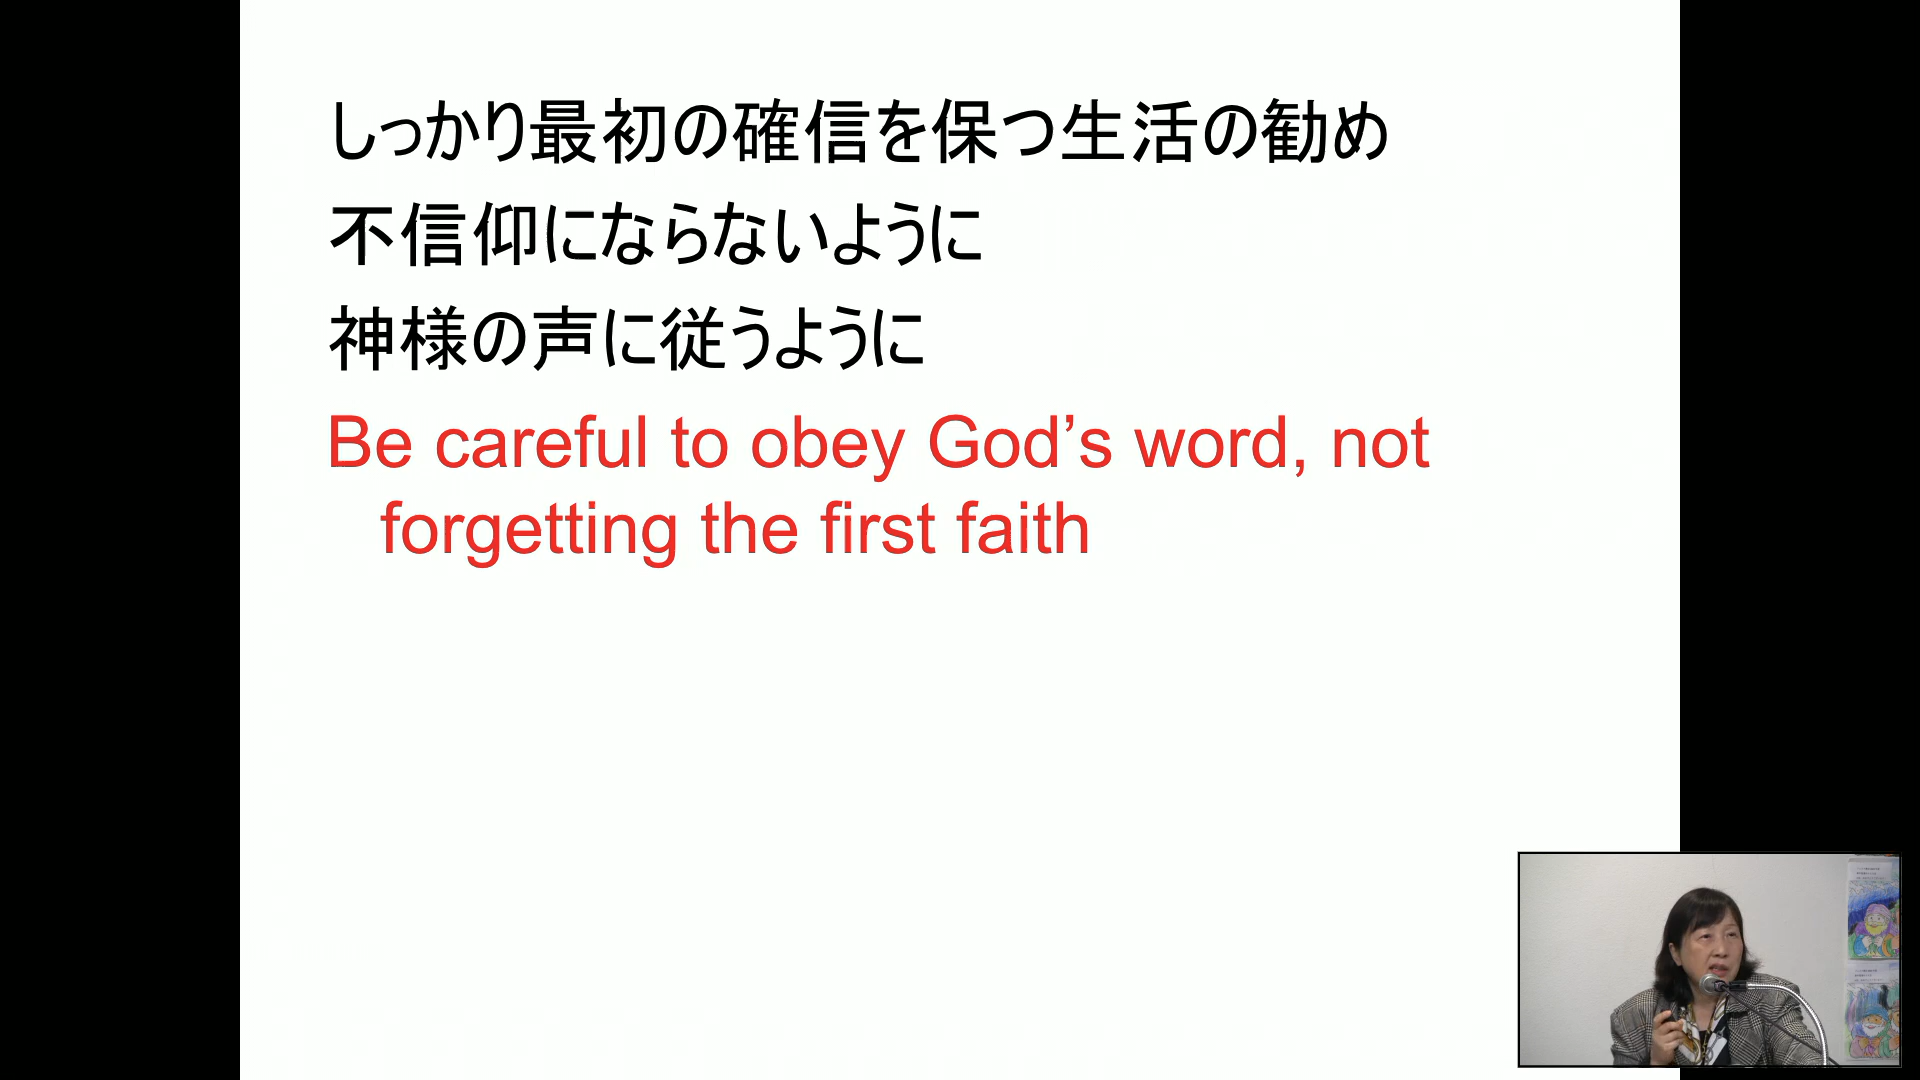 しっかり最初の確信を保つ生活の勧め
不信仰にならないように
神様の声に従うように
Be careful to obey God’s word, not
forgetting the first faith